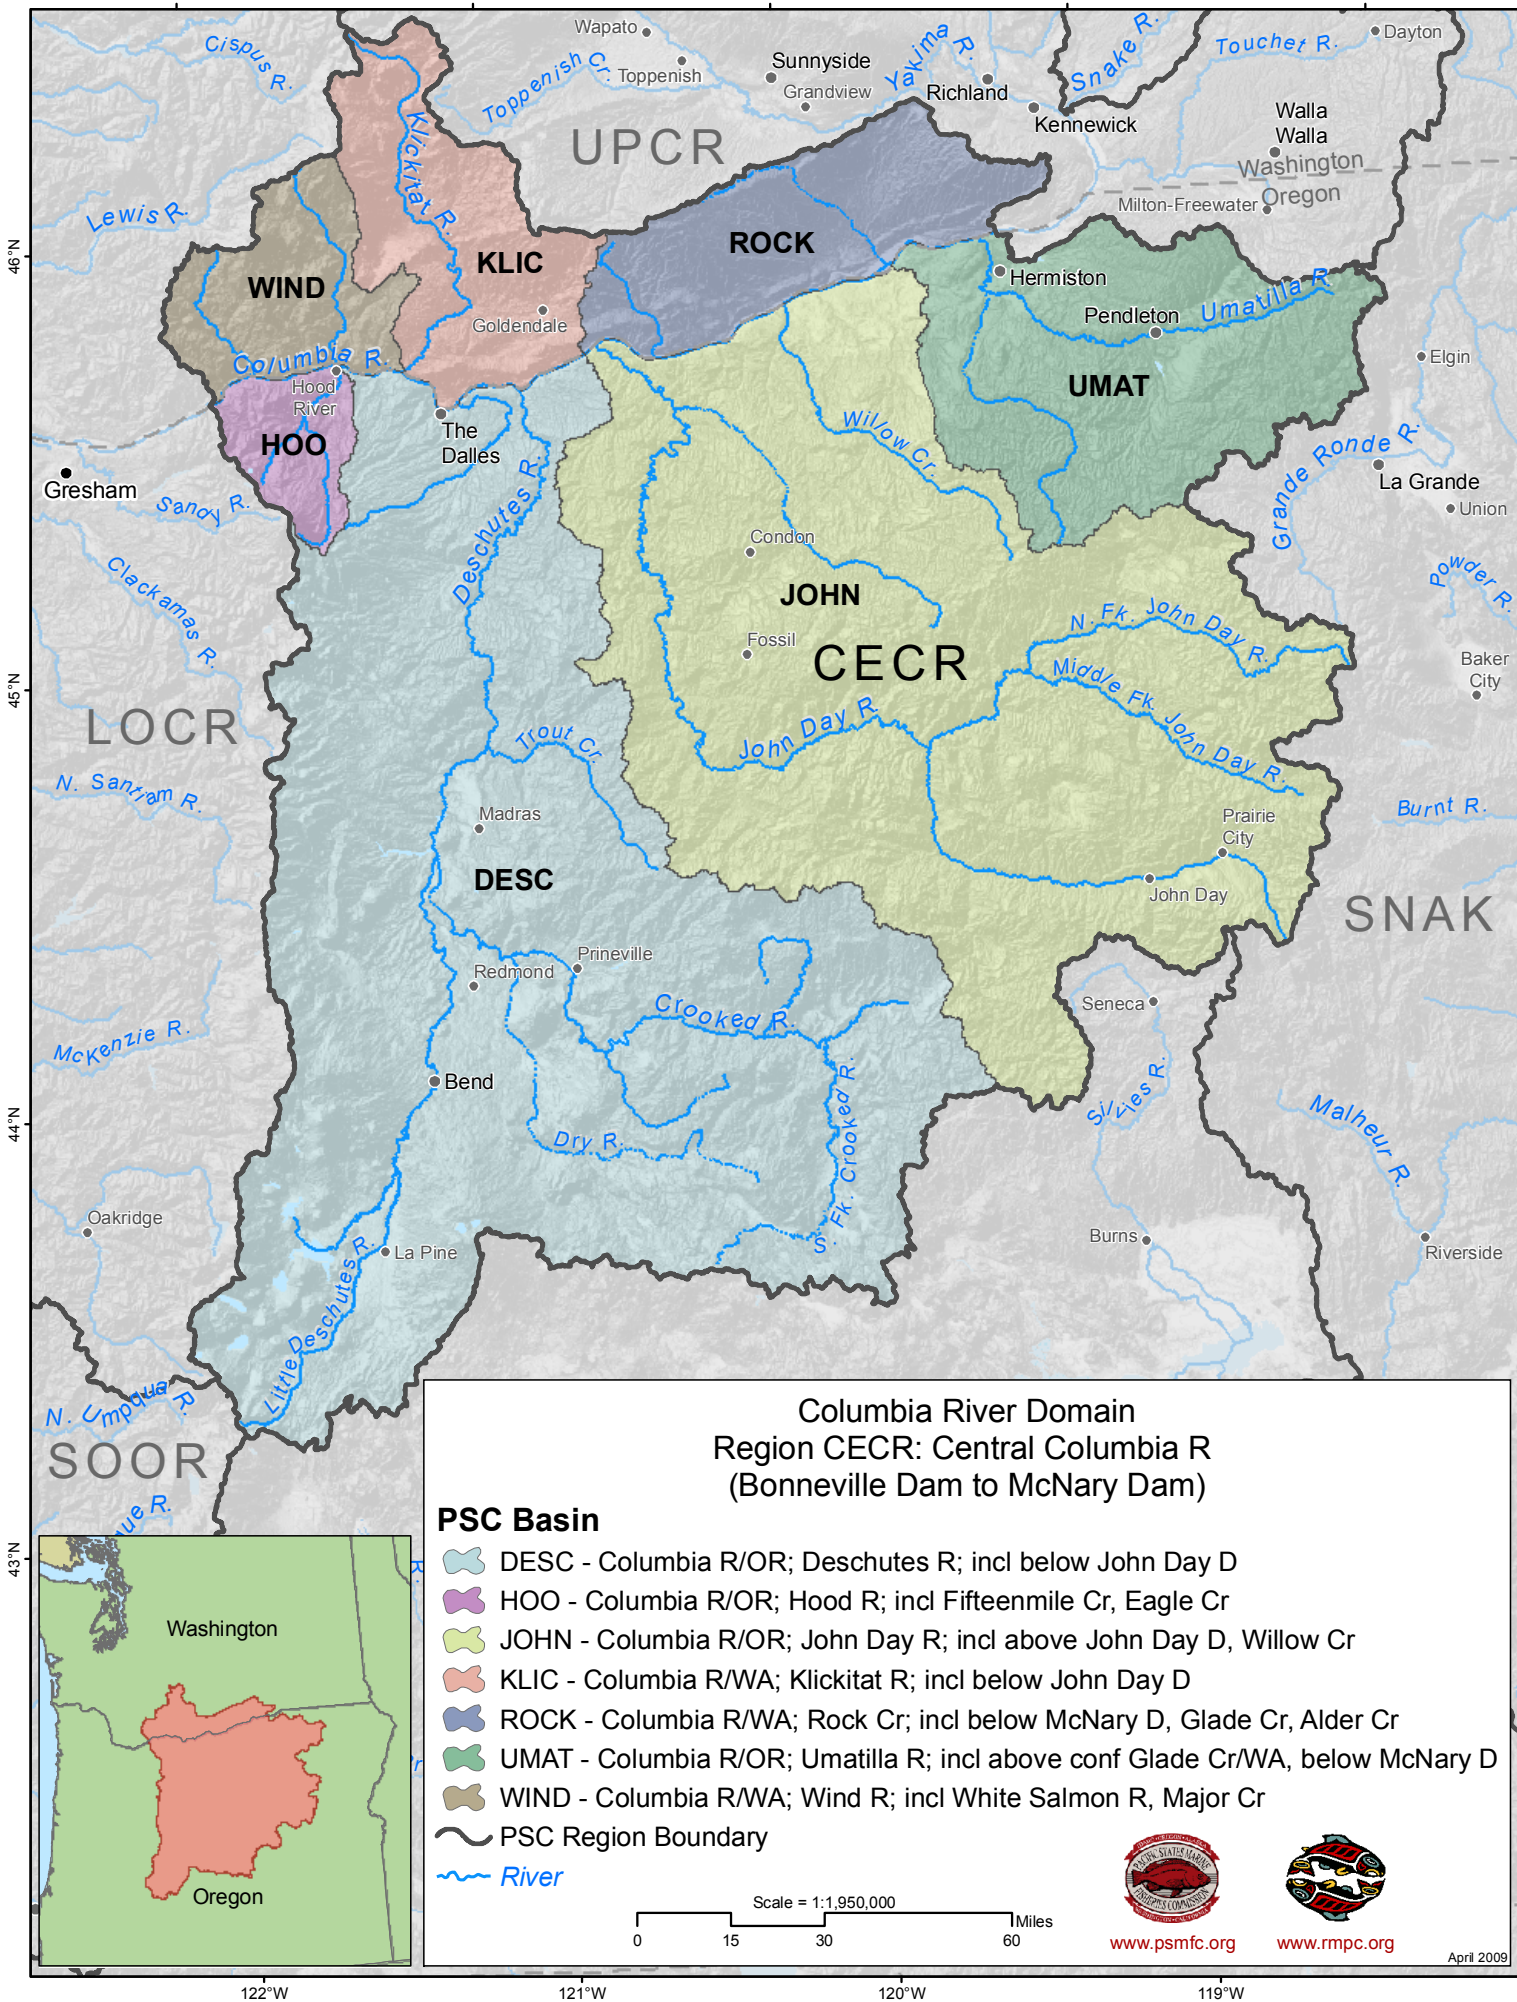 Cispus R.
Wapato
Toppenish
Toppenish Cr.
Sunnyside
Grandview
Yakima R.
Richland
Kennewick
Snake R.
Touchet R.
Dayton
Walla
Walla
Washington
Oregon
Milton-Freewater
UPCR
Klickitat R.
Lewis R.
WIND
KLIC
Goldendale
ROCK
Hermiston
Pendleton
Umatilla R.
UMAT
Elgin
46°N
Columbia R.
Hood
River
HOO
The
Dalles
Gresham
Sandy R.
Deschutes R.
Willow Cr.
Grande Ronde R.
La Grande
Union
Powder R.
Clackamas R.
Condon
JOHN
Fossil
CECR
N. Fk. John Day R.
Middle Fk. John Day R.
Baker
City
45°N
LOCR
Trout Cr.
John Day R.
N. Santiam R.
Madras
DESC
Prairie
City
John Day
Burnt R.
SNAK
Redmond
Prineville
Crooked R.
Seneca
McKenzie R.
Bend
44°N
Dry R.
S. Fk. Crooked R.
Silvies R.
Malheur R.
Oakridge
La Pine
Little Deschutes R.
Burns
Riverside
N. Umpqua R.
SOOR
gue R.
43°N
R.
r
Washington
Oregon
Columbia River Domain
Region CECR: Central Columbia R
(Bonneville Dam to McNary Dam)
PSC Basin
DESC - Columbia R/OR; Deschutes R; incl below John Day D
HOO - Columbia R/OR; Hood R; incl Fifteenmile Cr, Eagle Cr
JOHN - Columbia R/OR; John Day R; incl above John Day D, Willow Cr
KLIC - Columbia R/WA; Klickitat R; incl below John Day D
ROCK - Columbia R/WA; Rock Cr; incl below McNary D, Glade Cr, Alder Cr
UMAT - Columbia R/OR; Umatilla R; incl above conf Glade Cr/WA, below McNary D
WIND - Columbia R/WA; Wind R; incl White Salmon R, Major Cr
PSC Region Boundary
River
Scale = 1:1,950,000
Miles
0 15 30 60
PACIFIC STATES MARINE
FISHERIES COMMISSION
www.psmfc.org
www.rmpc.org
April 2009
122°W 121°W 120°W 119°W